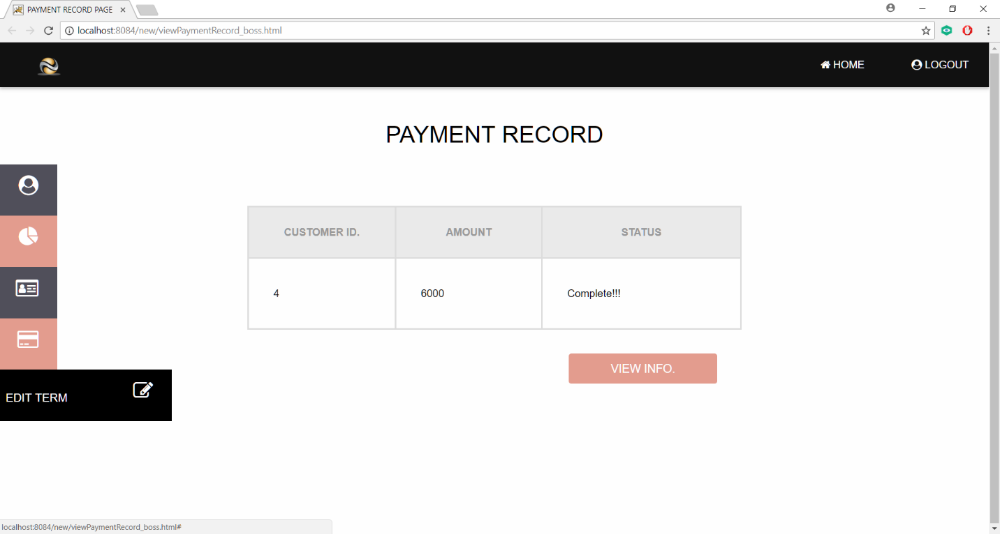 PAYMENT RECORD PAGE
localhost:8084/new/viewPaymentRecord_boss.html
HOME
LOGOUT
PAYMENT RECORD
CUSTOMER ID. AMOUNT STATUS
4 6000 Complete!!!
VIEW INFO.
EDIT TERM
localhost:8084/new/viewPaymentRecord_boss.html#